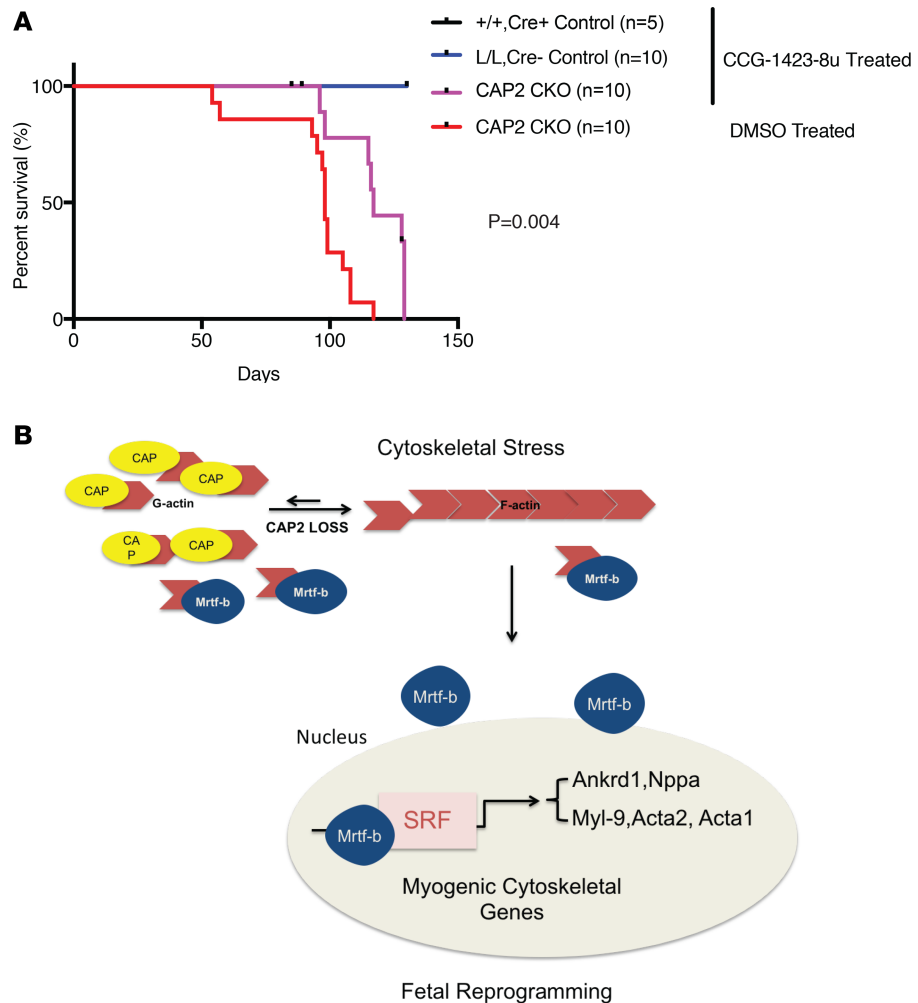 A
+/+,Cre+ Control (n=5)
L/L,Cre- Control (n=10)
CAP2 CKO (n=10)
CAP2 CKO (n=10)
CCG-1423-8u Treated
DMSO Treated
Percent survival (%)
100
50
0
0
50
100
150
Days
P=0.004
B
Cytoskeletal Stress
CAP
CAP
CAP
G-actin
CA
P
CAP
CAP2 LOSS
F-actin
Mrtf-b
Mrtf-b
Mrtf-b
Mrtf-b
Mrtf-b
Nucleus
Mrtf-b
SRF
Ankrd1,Nppa
Myl-9,Acta2, Acta1
Myogenic Cytoskeletal
Genes
Fetal Reprogramming